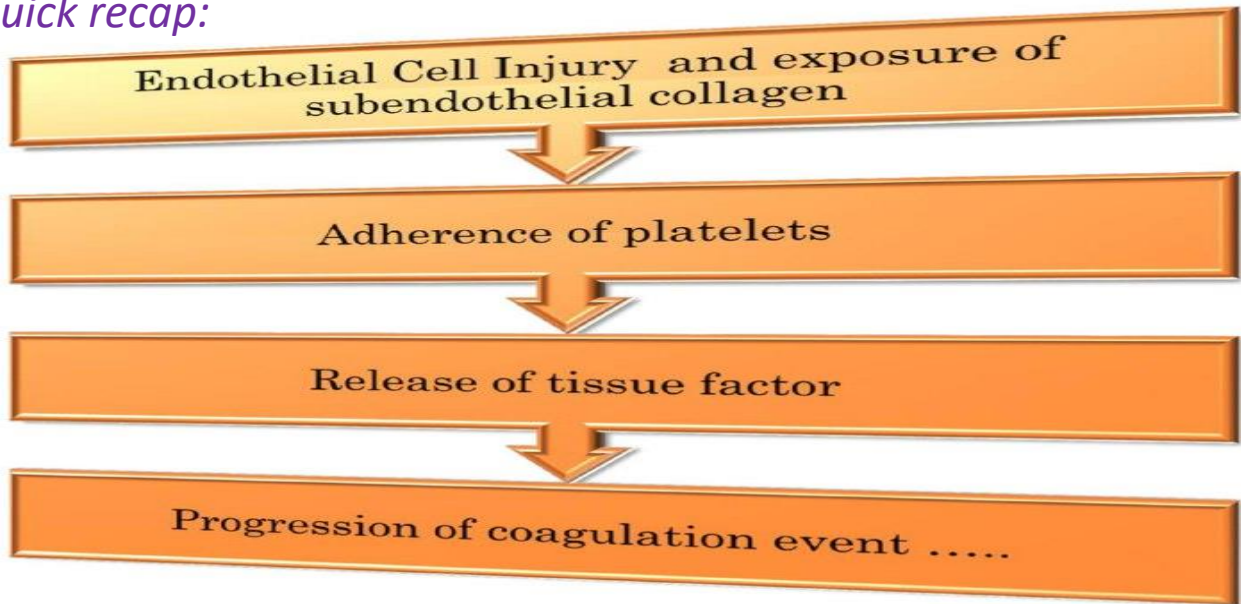 uick recap:
Endothelial Cell Injury and exposure of
subendothelial collagen
Adherence of platelets
Release of tissue factor
Progression of coagulation event .....